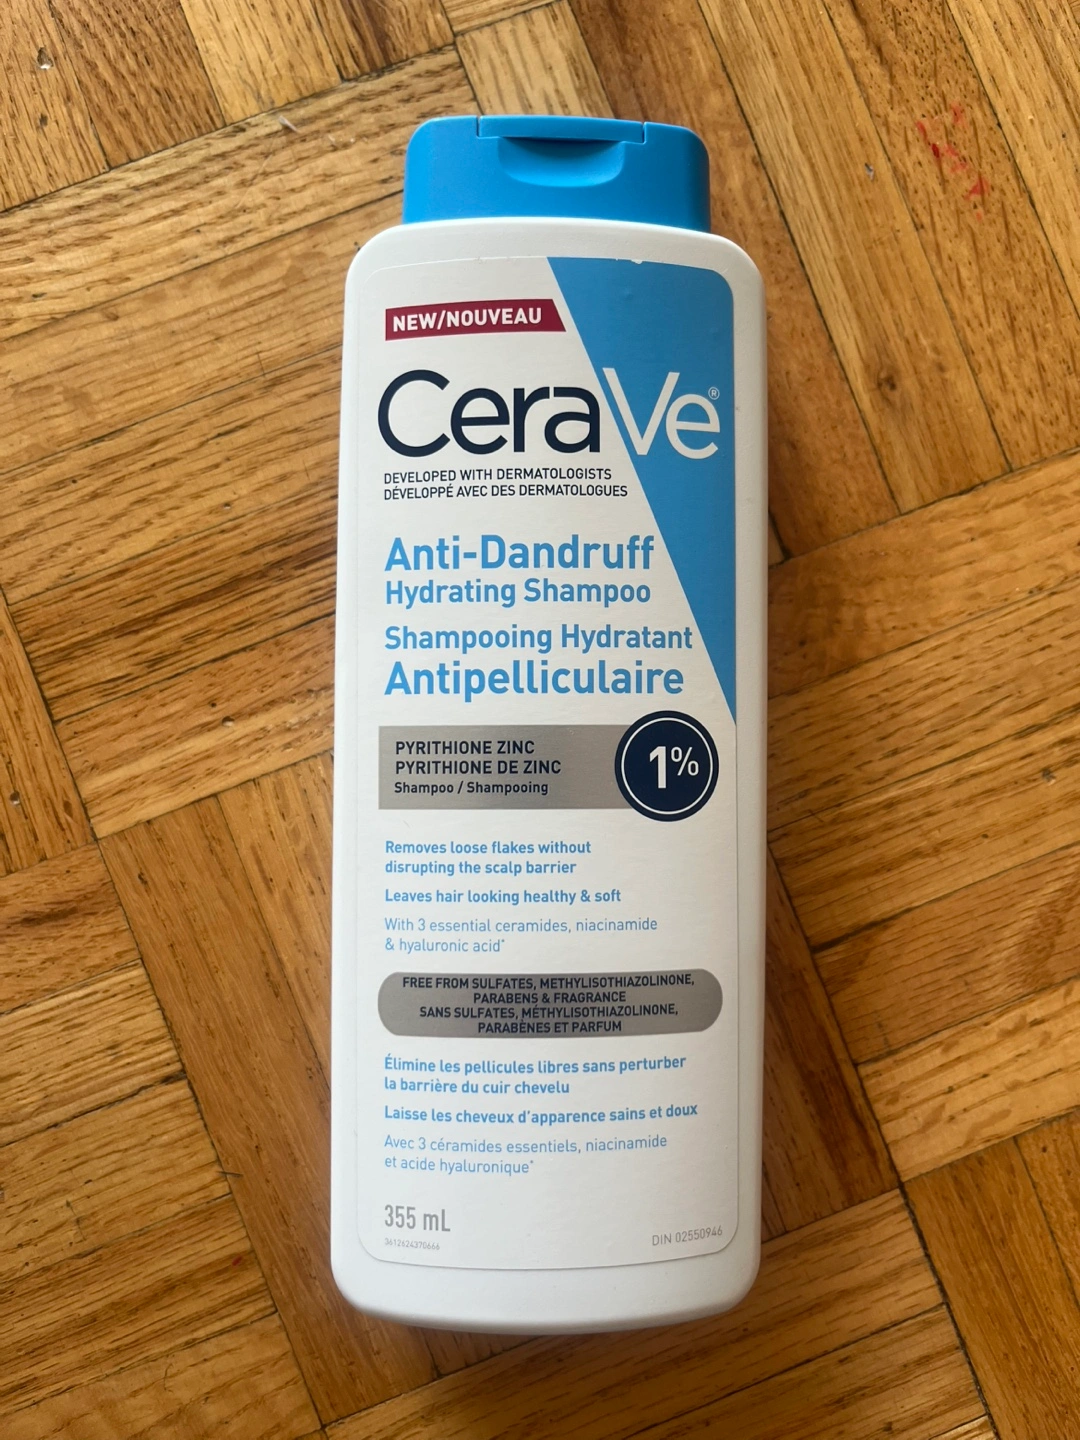 NEW/NOUVEAU
CeraVe®
DEVELOPED WITH DERMATOLOGISTS
DÉVELOPPÉ AVEC DES DERMATOLOGUES
Anti-Dandruff
Hydrating Shampoo
Shampooing Hydratant
Antipelliculaire
PYRITHIONE ZINC
PYRITHIONE DE ZINC
Shampoo / Shampooing
1%
Removes loose flakes without
disrupting the scalp barrier
Leaves hair looking healthy & soft
With 3 essential ceramides, niacinamide
& hyaluronic acid*
FREE FROM SULFATES, METHYLISOTHIAZOLINONE,
PARABENS & FRAGRANCE
SANS SULFATES, MÉTHYLISOTHIAZOLINONE,
PARABÈNES ET PARFUM
Élimine les pellicules libres sans perturber
la barrière du cuir chevelu
Laisse les cheveux d'apparence sains et doux
Avec 3 céramides essentiels, niacinamide
et acide hyaluronique*
355 mL
3612624370666
DIN 02550946